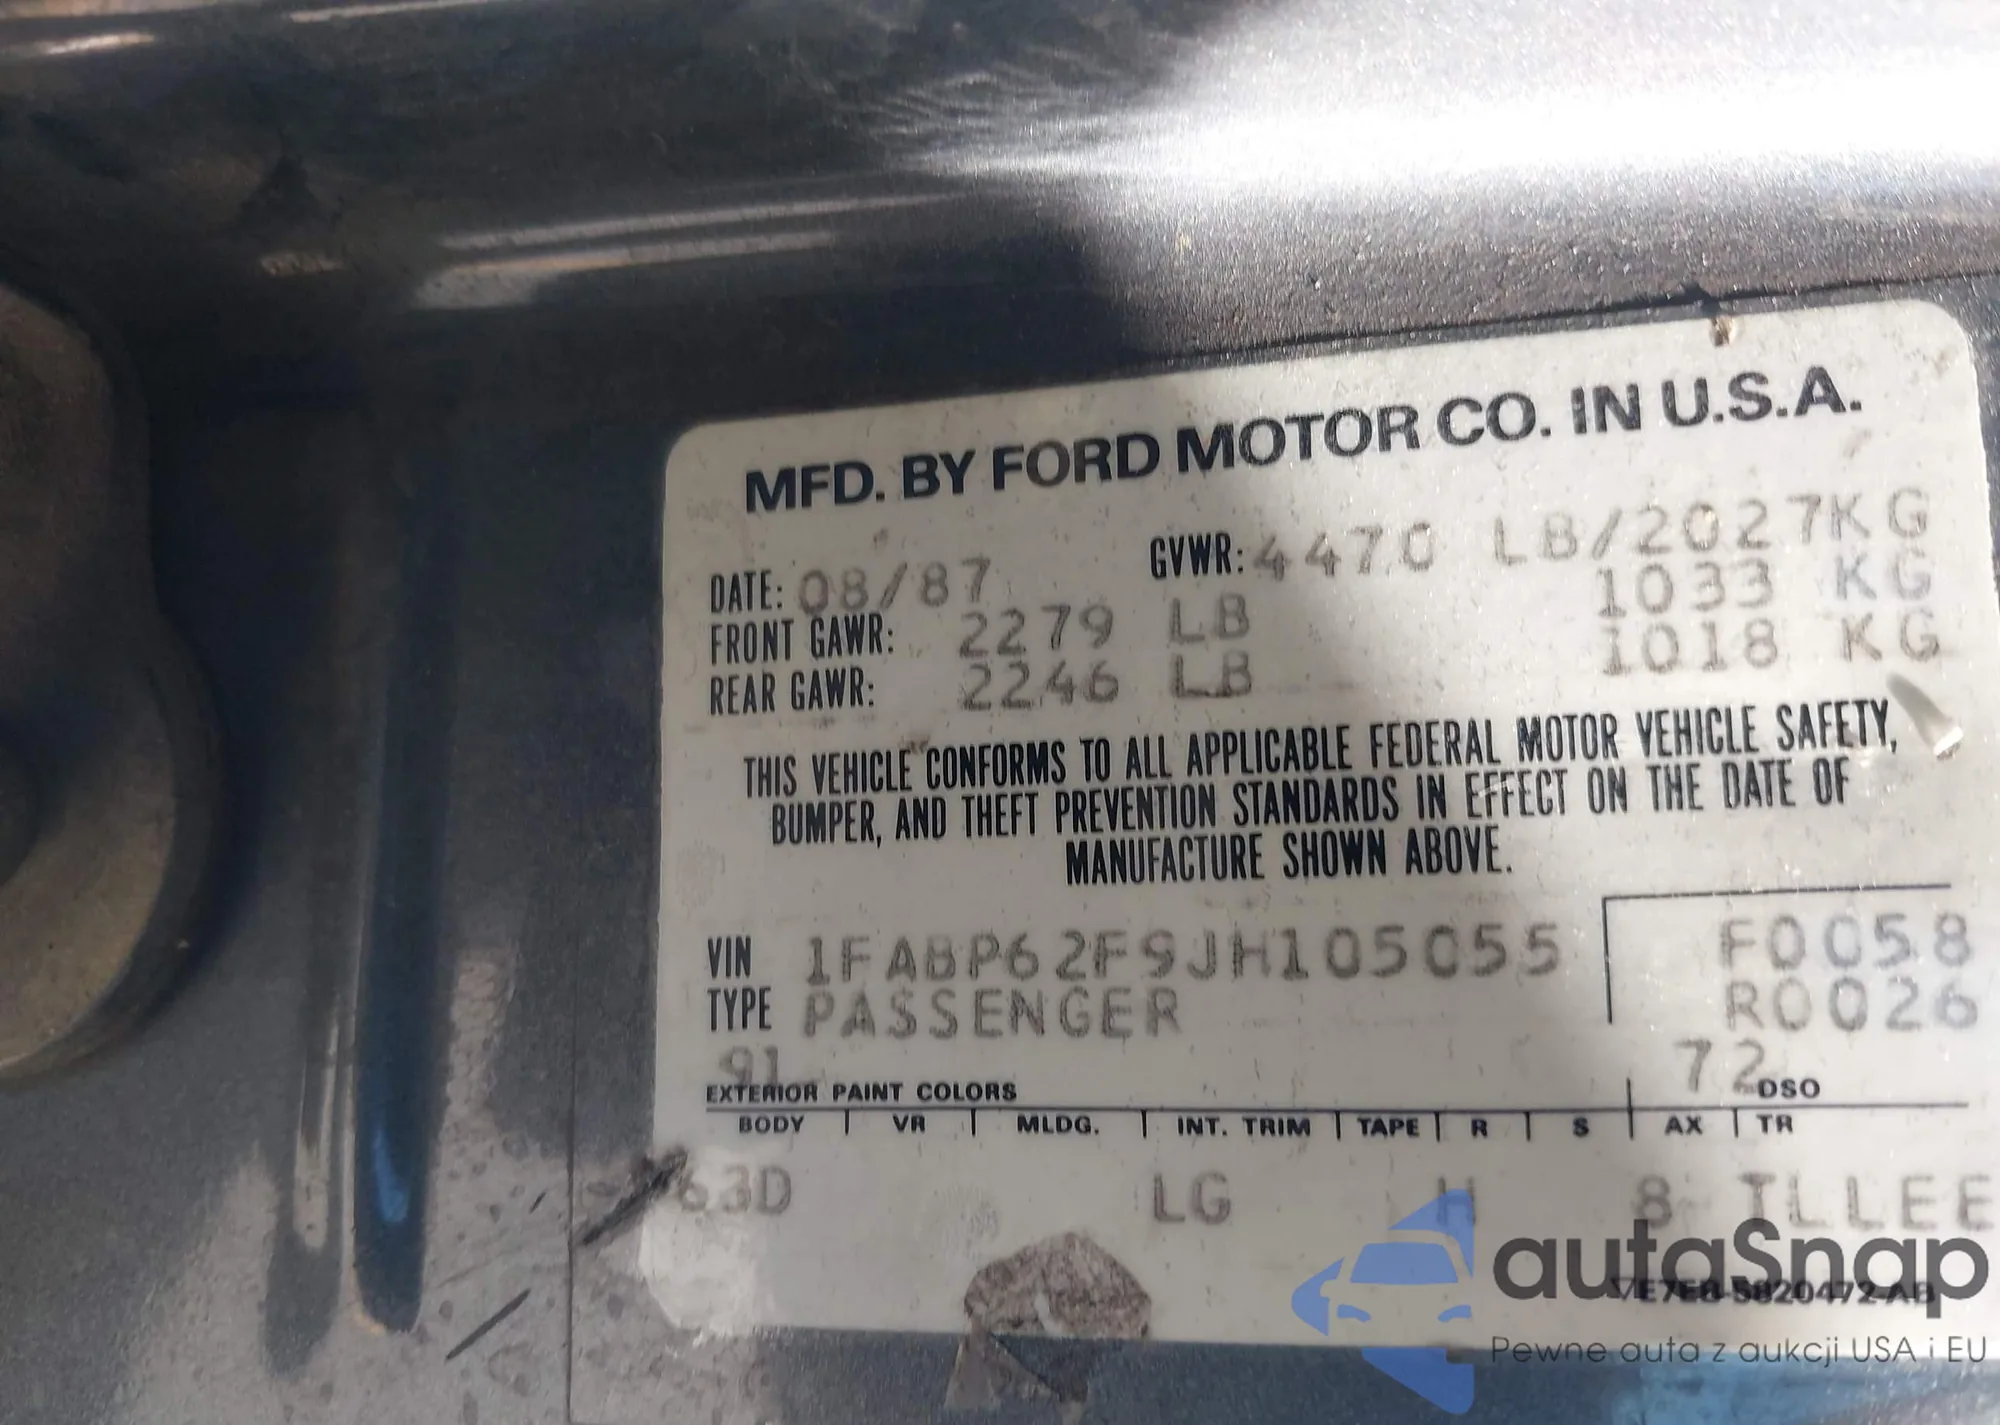 MFD. BY FORD MOTOR CO. IN U.S.A.
DATE: 08/87 GVWR: 4470 LB/2027KG
FRONT GAWR: 2279 LB 1033 KG
REAR GAWR: 2246 LB 1018 KG
THIS VEHICLE CONFORMS TO ALL APPLICABLE FEDERAL MOTOR VEHICLE SAFETY,
BUMPER, AND THEFT PREVENTION STANDARDS IN EFFECT ON THE DATE OF
MANUFACTURE SHOWN ABOVE.
VIN 1FABP62F9JH105055 F0058
TYPE PASSENGER R0026
91 72
EXTERIOR PAINT COLORS DSO
BODY VR MLDG. INT. TRIM TAPE R S AX TR
63D LG H 8
autaSnap
Pewne auta z aukcji USA i EU